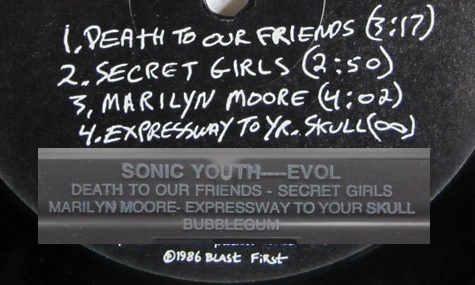 1. DEATH TO OUR FRIENDS (3:17)
2. SECRET GIRLS (2:50)
3, MARILYN MOORE (4:02)
4. EXPRESSWAY TO YR. SKULL (∞)
SONIC YOUTH----EVOL
DEATH TO OUR FRIENDS - SECRET GIRLS
MARILYN MOORE- EXPRESSWAY TO YOUR SKULL
BUBBLEGUM
©1986 BLAST FIRST